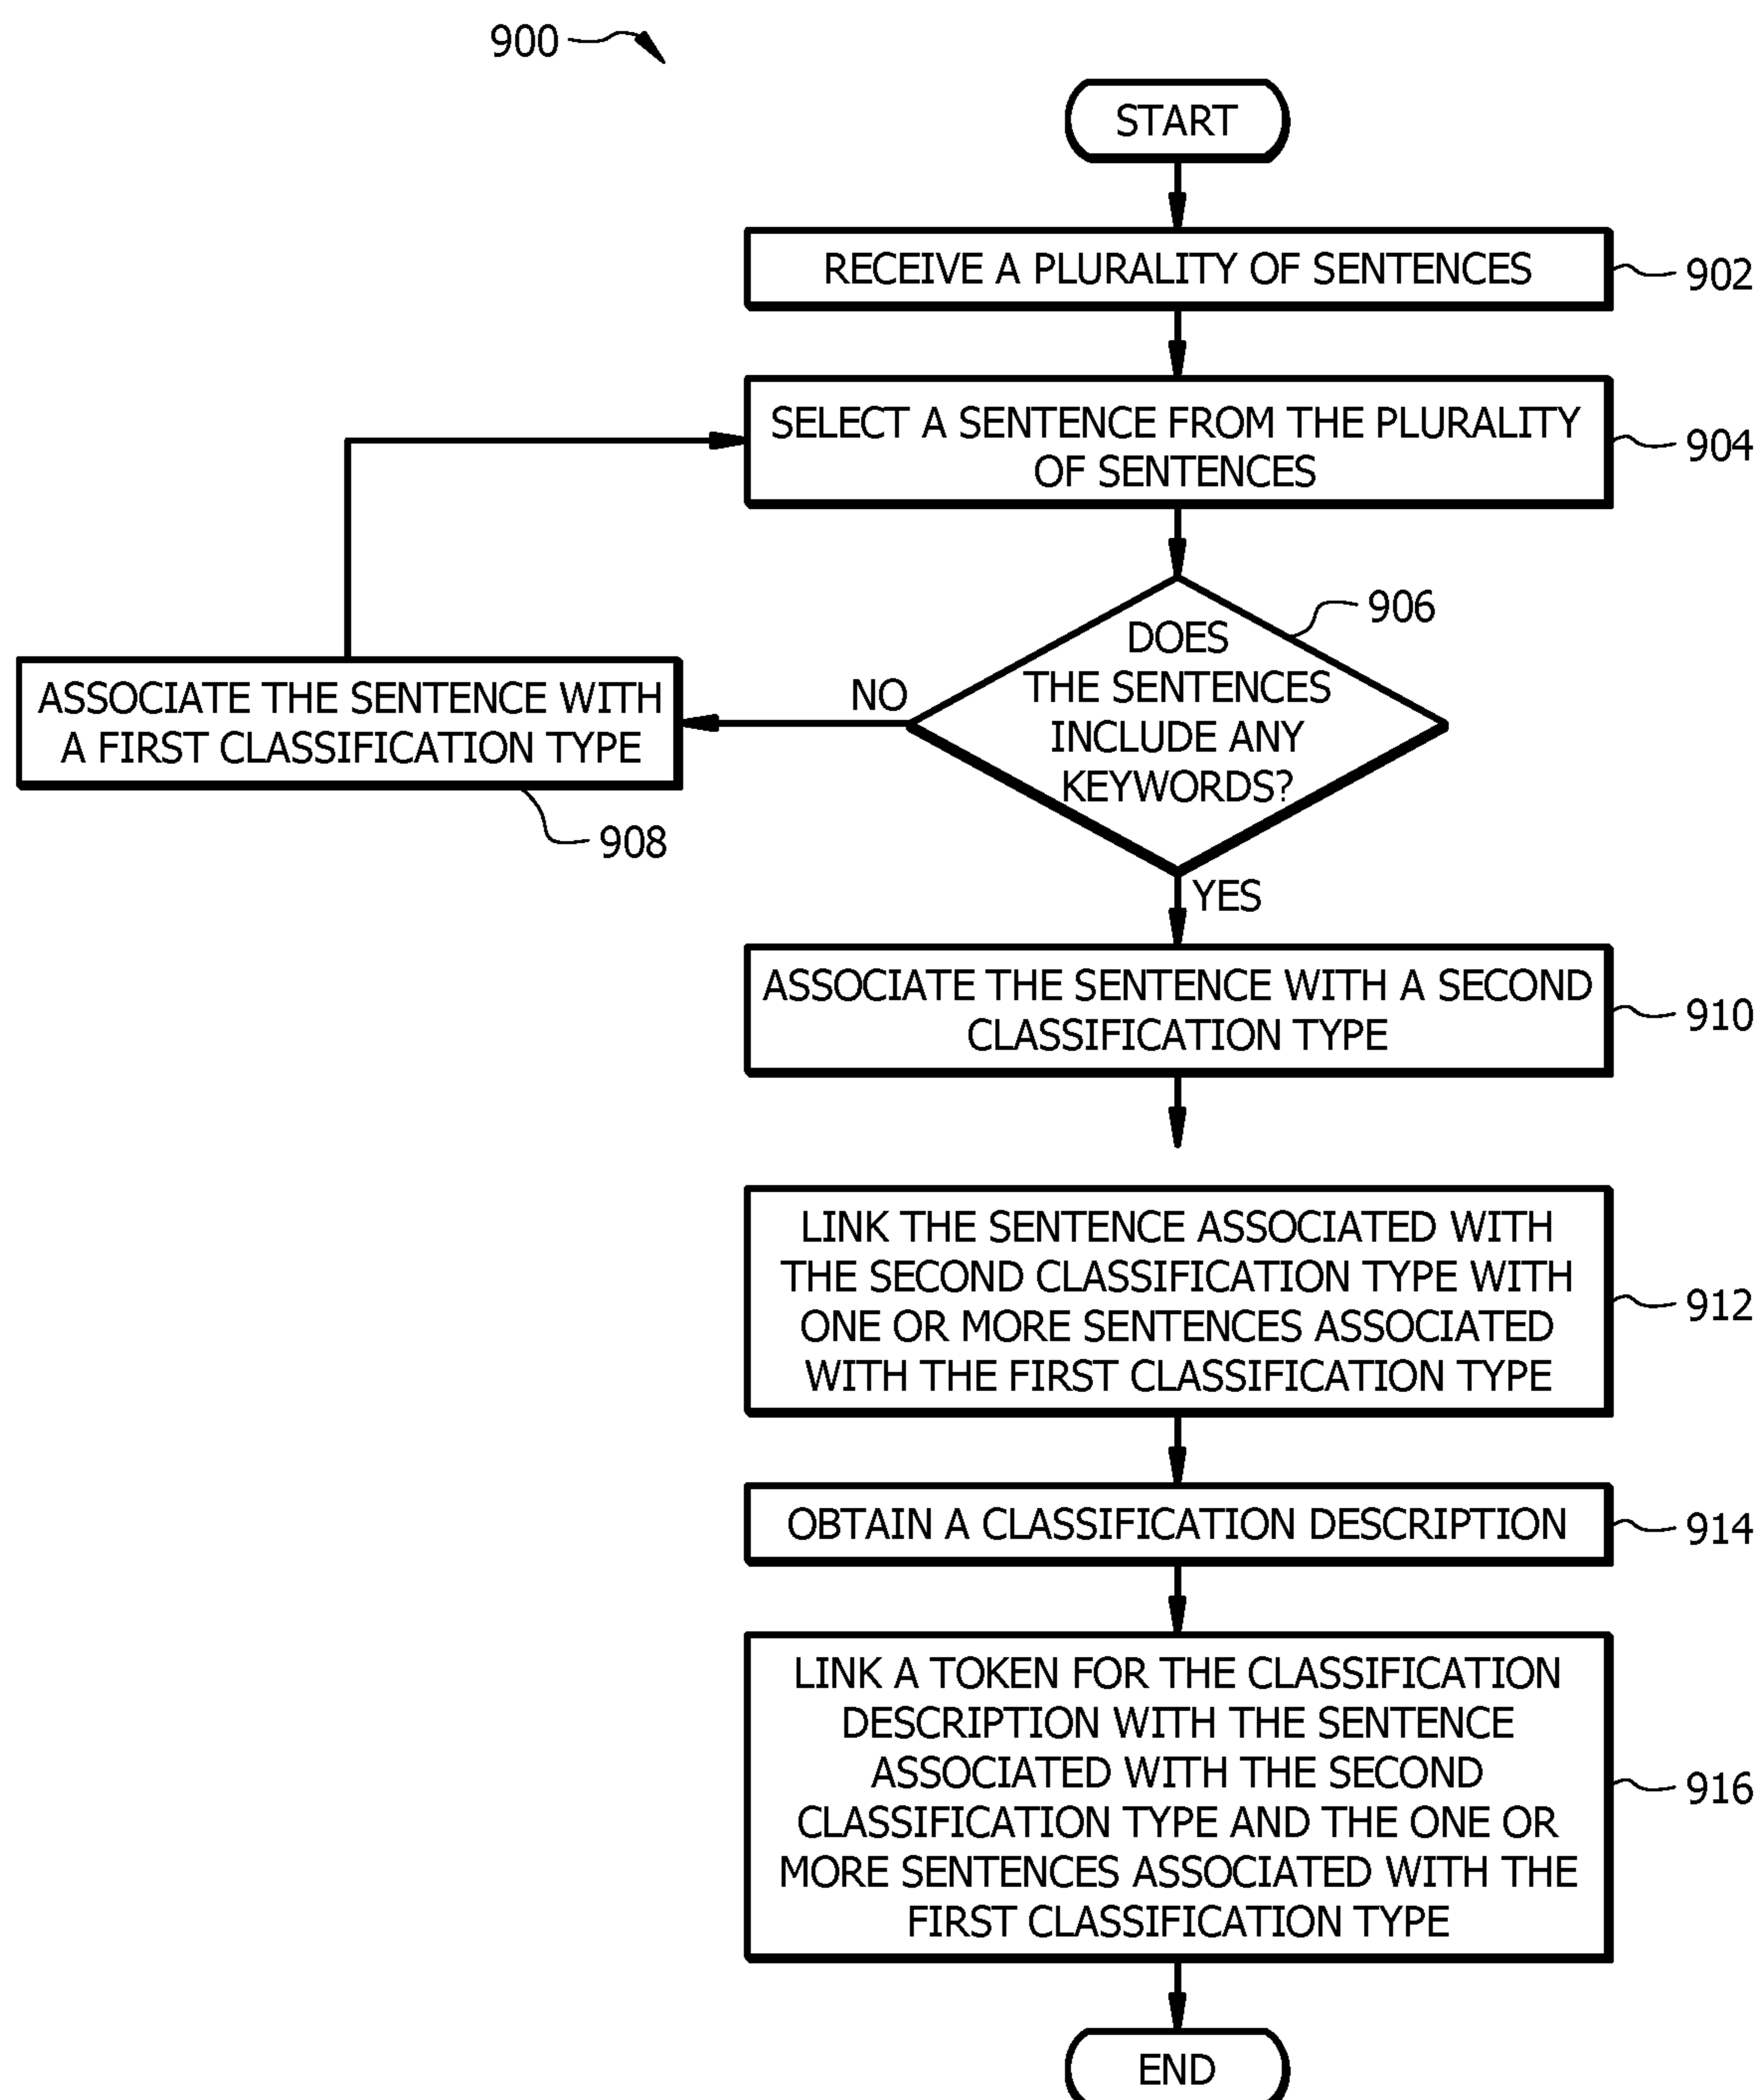 900
START
RECEIVE A PLURALITY OF SENTENCES
902
SELECT A SENTENCE FROM THE PLURALITY
OF SENTENCES
904
DOES
THE SENTENCES
INCLUDE ANY
KEYWORDS?
906
NO
ASSOCIATE THE SENTENCE WITH
A FIRST CLASSIFICATION TYPE
908
YES
ASSOCIATE THE SENTENCE WITH A SECOND
CLASSIFICATION TYPE
910
LINK THE SENTENCE ASSOCIATED WITH
THE SECOND CLASSIFICATION TYPE WITH
ONE OR MORE SENTENCES ASSOCIATED
WITH THE FIRST CLASSIFICATION TYPE
912
OBTAIN A CLASSIFICATION DESCRIPTION
914
LINK A TOKEN FOR THE CLASSIFICATION
DESCRIPTION WITH THE SENTENCE
ASSOCIATED WITH THE SECOND
CLASSIFICATION TYPE AND THE ONE OR
MORE SENTENCES ASSOCIATED WITH THE
FIRST CLASSIFICATION TYPE
916
END